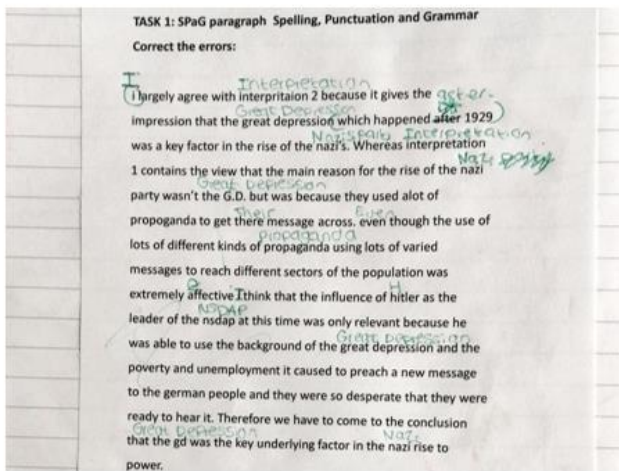 TASK 1: SPaG paragraph Spelling, Punctuation and Grammar
Correct the errors:
I Interpretation
i largely agree with interpritaion 2 because it gives the after
Great Depression
impression that the great depression which happened after 1929
Nazi's Party Interpretation
was a key factor in the rise of the nazi's. Whereas interpretation
Nazi
1 contains the view that the main reason for the rise of the nazi
Great Depression
party wasn't the G.D. but was because they used alot of
Their Even
propoganda to get there message across. even though the use of
propaganda
lots of different kinds of propaganda using lots of varied
messages to reach different sectors of the population was
e H
extremely affective I think that the influence of hitler as the
NSDAP
leader of the nsdap at this time was only relevant because he
Great Depression
was able to use the background of the great depression and the
poverty and unemployment it caused to preach a new message
to the german people and they were so desperate that they were
ready to hear it. Therefore we have to come to the conclusion
Great Depression Nazi
that the gd was the key underlying factor in the nazi rise to
power.